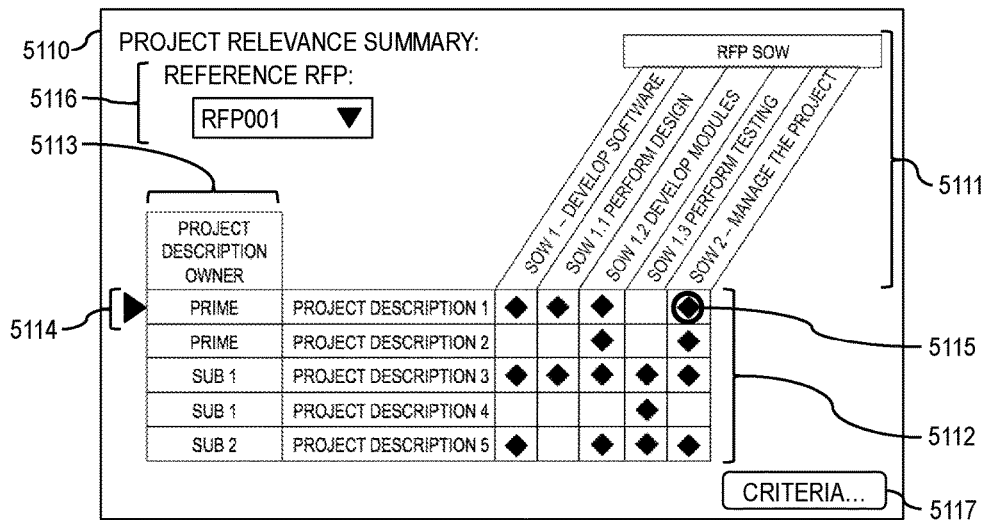 5110
PROJECT RELEVANCE SUMMARY:
RFP SOW
REFERENCE RFP:
5116
RFP001
5113
5111
SOW 1 – DEVELOP SOFTWARE
SOW 1.1 PERFORM DESIGN
SOW 1.2 DEVELOP MODULES
SOW 1.3 PERFORM TESTING
SOW 2 – MANAGE THE PROJECT
PROJECT
DESCRIPTION
OWNER
5114
PRIME PROJECT DESCRIPTION 1
5115
PRIME PROJECT DESCRIPTION 2
SUB 1 PROJECT DESCRIPTION 3
SUB 1 PROJECT DESCRIPTION 4
5112
SUB 2 PROJECT DESCRIPTION 5
CRITERIA...
5117